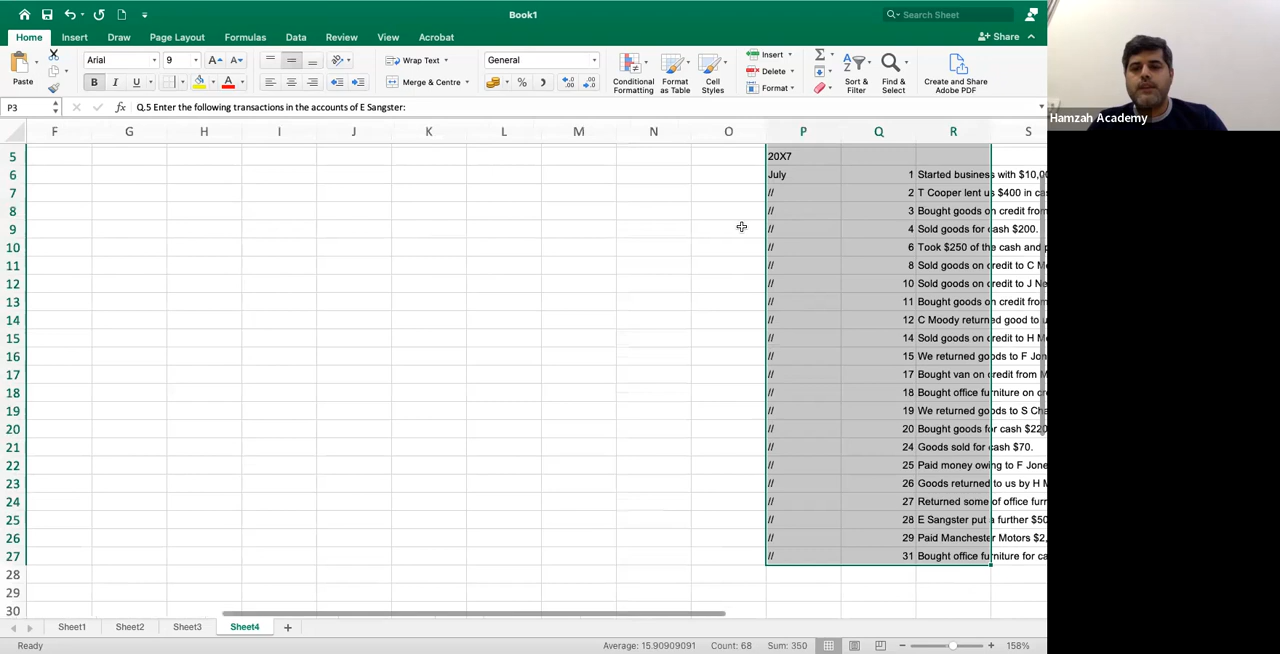 Book1
Search Sheet
Home Insert Draw Page Layout Formulas Data Review View Acrobat
Share
Paste
Arial 9
B I U
Wrap Text
Merge & Centre
General
Conditional Formatting
Format as Table
Cell Styles
Insert
Delete
Format
Sort & Filter
Find & Select
Create and Share Adobe PDF
P3 fx Q.5 Enter the following transactions in the accounts of E Sangster:
F G H I J K L M N O P Q R S
5 20X7
6 July 1 Started business with $10,00
7 // 2 T Cooper lent us $400 in cas
8 // 3 Bought goods on credit from
9 // 4 Sold goods for cash $200.
10 // 6 Took $250 of the cash and p
11 // 8 Sold goods on credit to C M
12 // 10 Sold goods on credit to J Ne
13 // 11 Bought goods on credit from
14 // 12 C Moody returned good to u
15 // 14 Sold goods on credit to H M
16 // 15 We returned goods to F Jon
17 // 17 Bought van on credit from M
18 // 18 Bought office furniture on cr
19 // 19 We returned goods to S Cha
20 // 20 Bought goods for cash $220
21 // 24 Goods sold for cash $70.
22 // 25 Paid money owing to F Jone
23 // 26 Goods returned to us by H M
24 // 27 Returned some of office furn
25 // 28 E Sangster put a further $50
26 // 29 Paid Manchester Motors $2,
27 // 31 Bought office furniture for ca
28
29
30
Sheet1 Sheet2 Sheet3 Sheet4
Ready Average: 15.90909091 Count: 68 Sum: 350 158%
Hamzah Academy